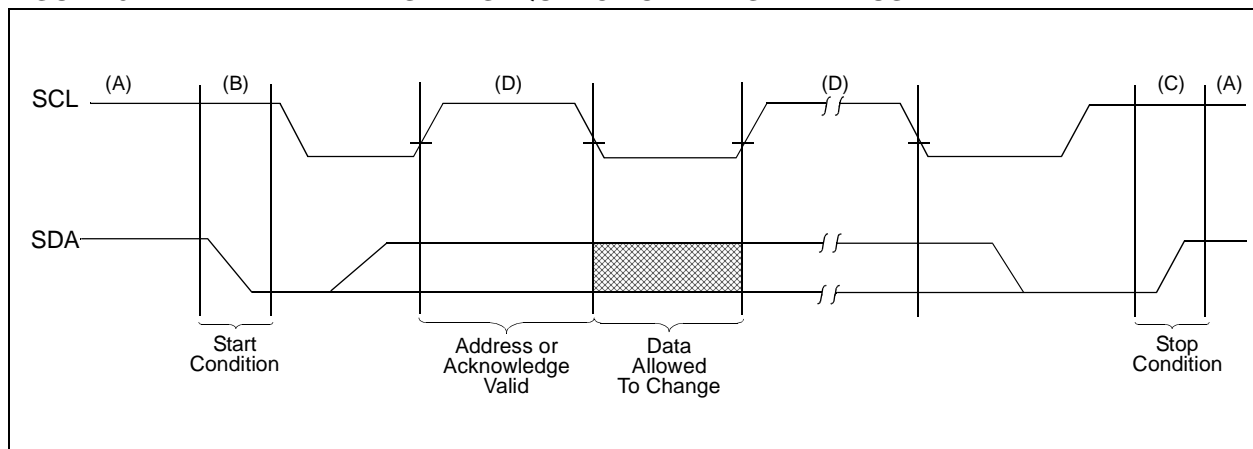 (A) (B) (D) (D) (C) (A)
SCL
SDA
Start
Condition
Address or
Acknowledge
Valid
Data
Allowed
To Change
Stop
Condition